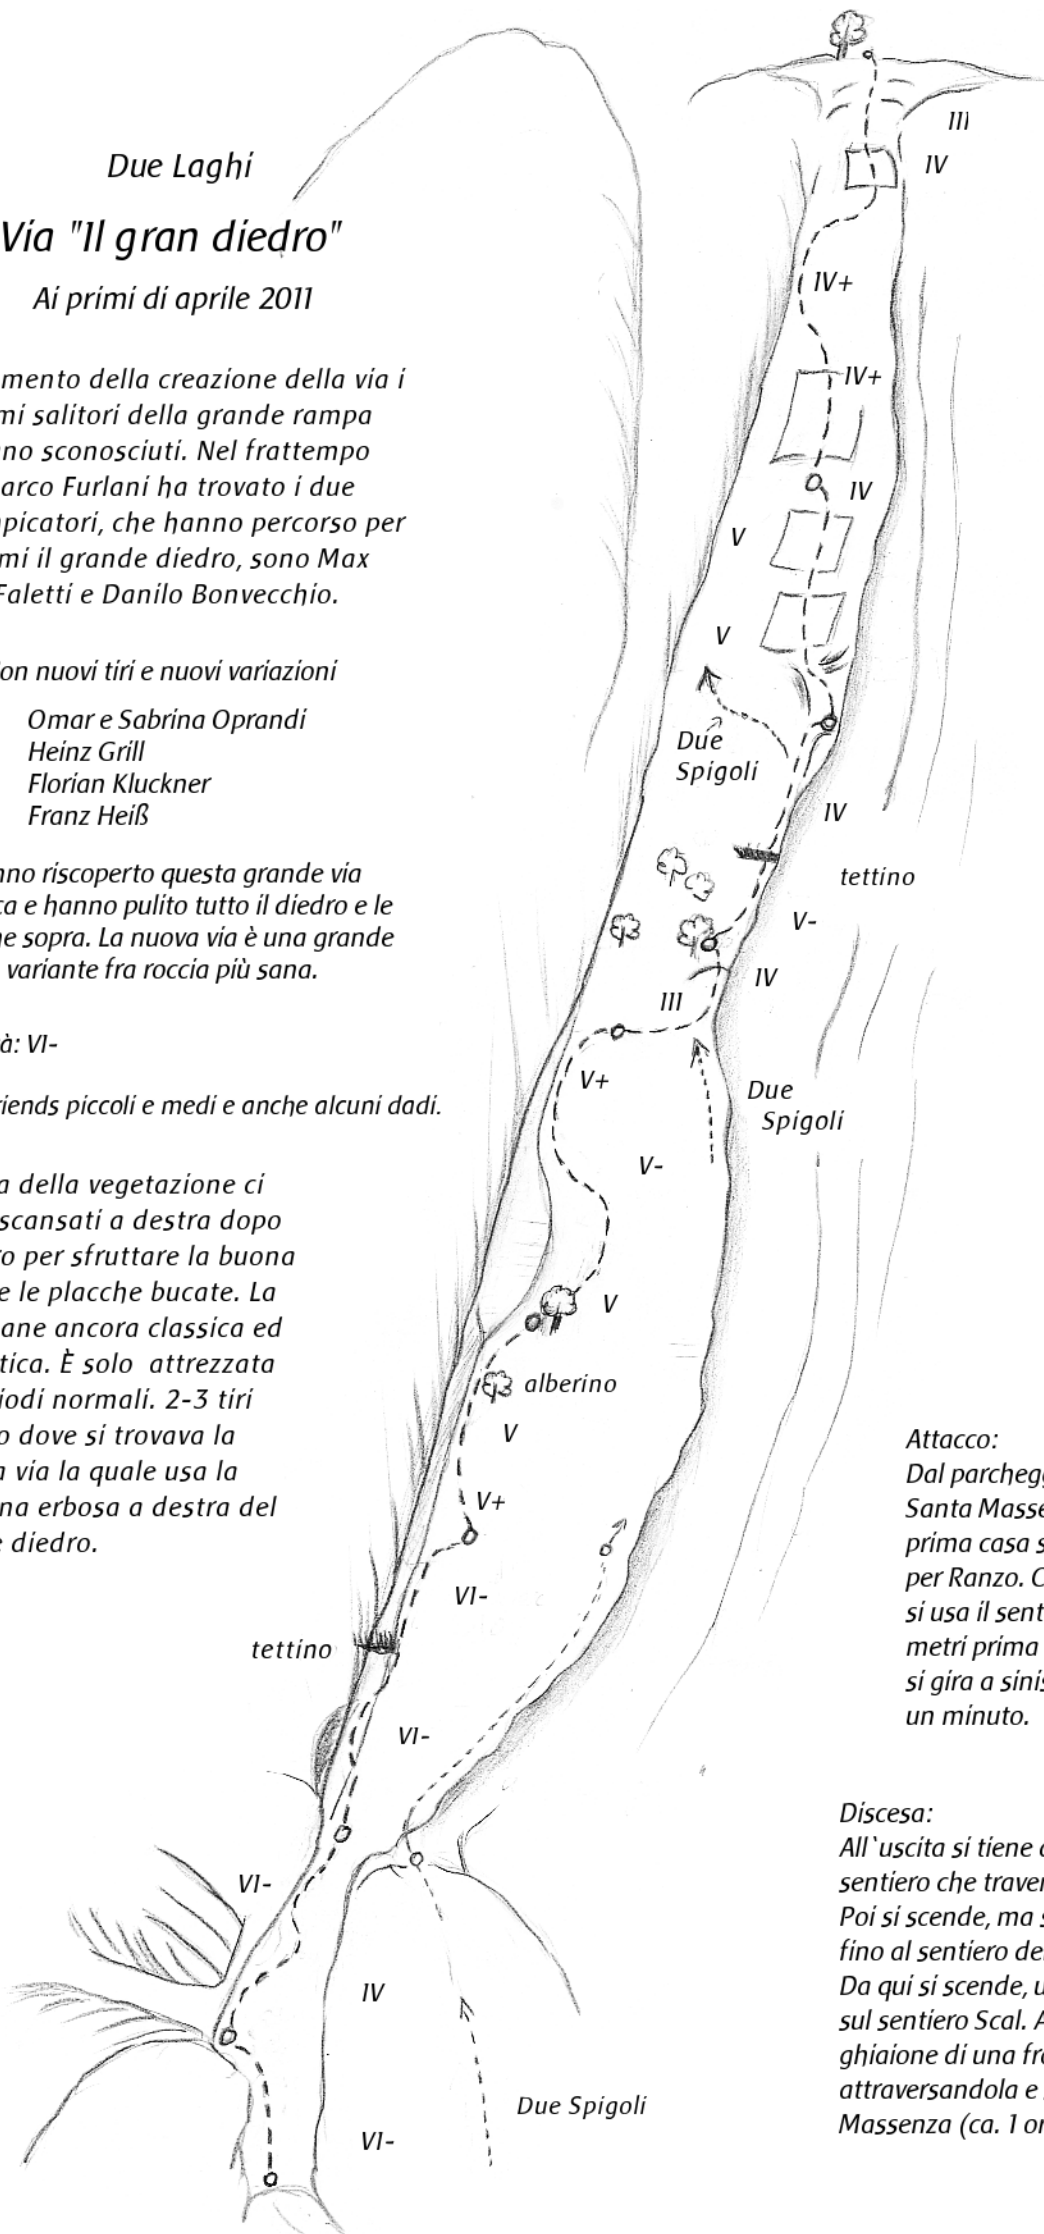 Due Laghi
Via "Il gran diedro"
Ai primi di aprile 2011
mento della creazione della via i
mi salitori della grande rampa
no sconosciuti. Nel frattempo
arco Furlani ha trovato i due
picatori, che hanno percorso per
mi il grande diedro, sono Max
Faletti e Danilo Bonvecchio.
on nuovi tiri e nuovi variazioni
Omar e Sabrina Oprandi
Heinz Grill
Florian Kluckner
Franz Heiß
nno riscoperto questa grande via
ca e hanno pulito tutto il diedro e le
he sopra. La nuova via è una grande
variante fra roccia più sana.
à: VI-
riends piccoli e medi e anche alcuni dadi.
a della vegetazione ci
scansati a destra dopo
ro per sfruttare la buona
e le placche bucate. La
ane ancora classica ed
tica. È solo attrezzata
iodi normali. 2-3 tiri
o dove si trovava la
a via la quale usa la
na erbosa a destra del
e diedro.
III
IV
IV+
IV+
IV
V
V
Due
Spigoli
IV
tettino
V-
IV
III
V+
Due
Spigoli
V-
V
alberino
V
V+
VI-
tettino
VI-
VI-
IV
Due Spigoli
VI-
Attacco:
Dal parcheg
Santa Masse
prima casa s
per Ranzo. C
si usa il sent
metri prima
si gira a sinis
un minuto.
Discesa:
All`uscita si tiene
sentiero che traver
Poi si scende, ma s
fino al sentiero de
Da qui si scende, u
sul sentiero Scal. A
ghiaione di una fra
attraversandola e
Massenza (ca. 1 or